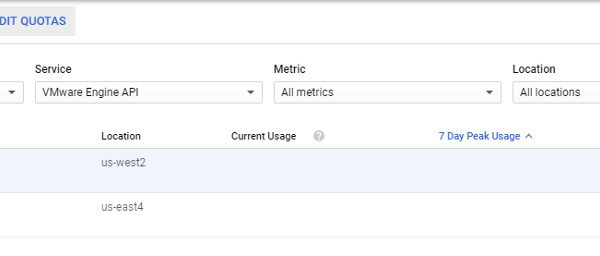 DIT QUOTAS
Service Metric Location
VMware Engine API All metrics All locations
Location Current Usage ? 7 Day Peak Usage
us-west2
us-east4